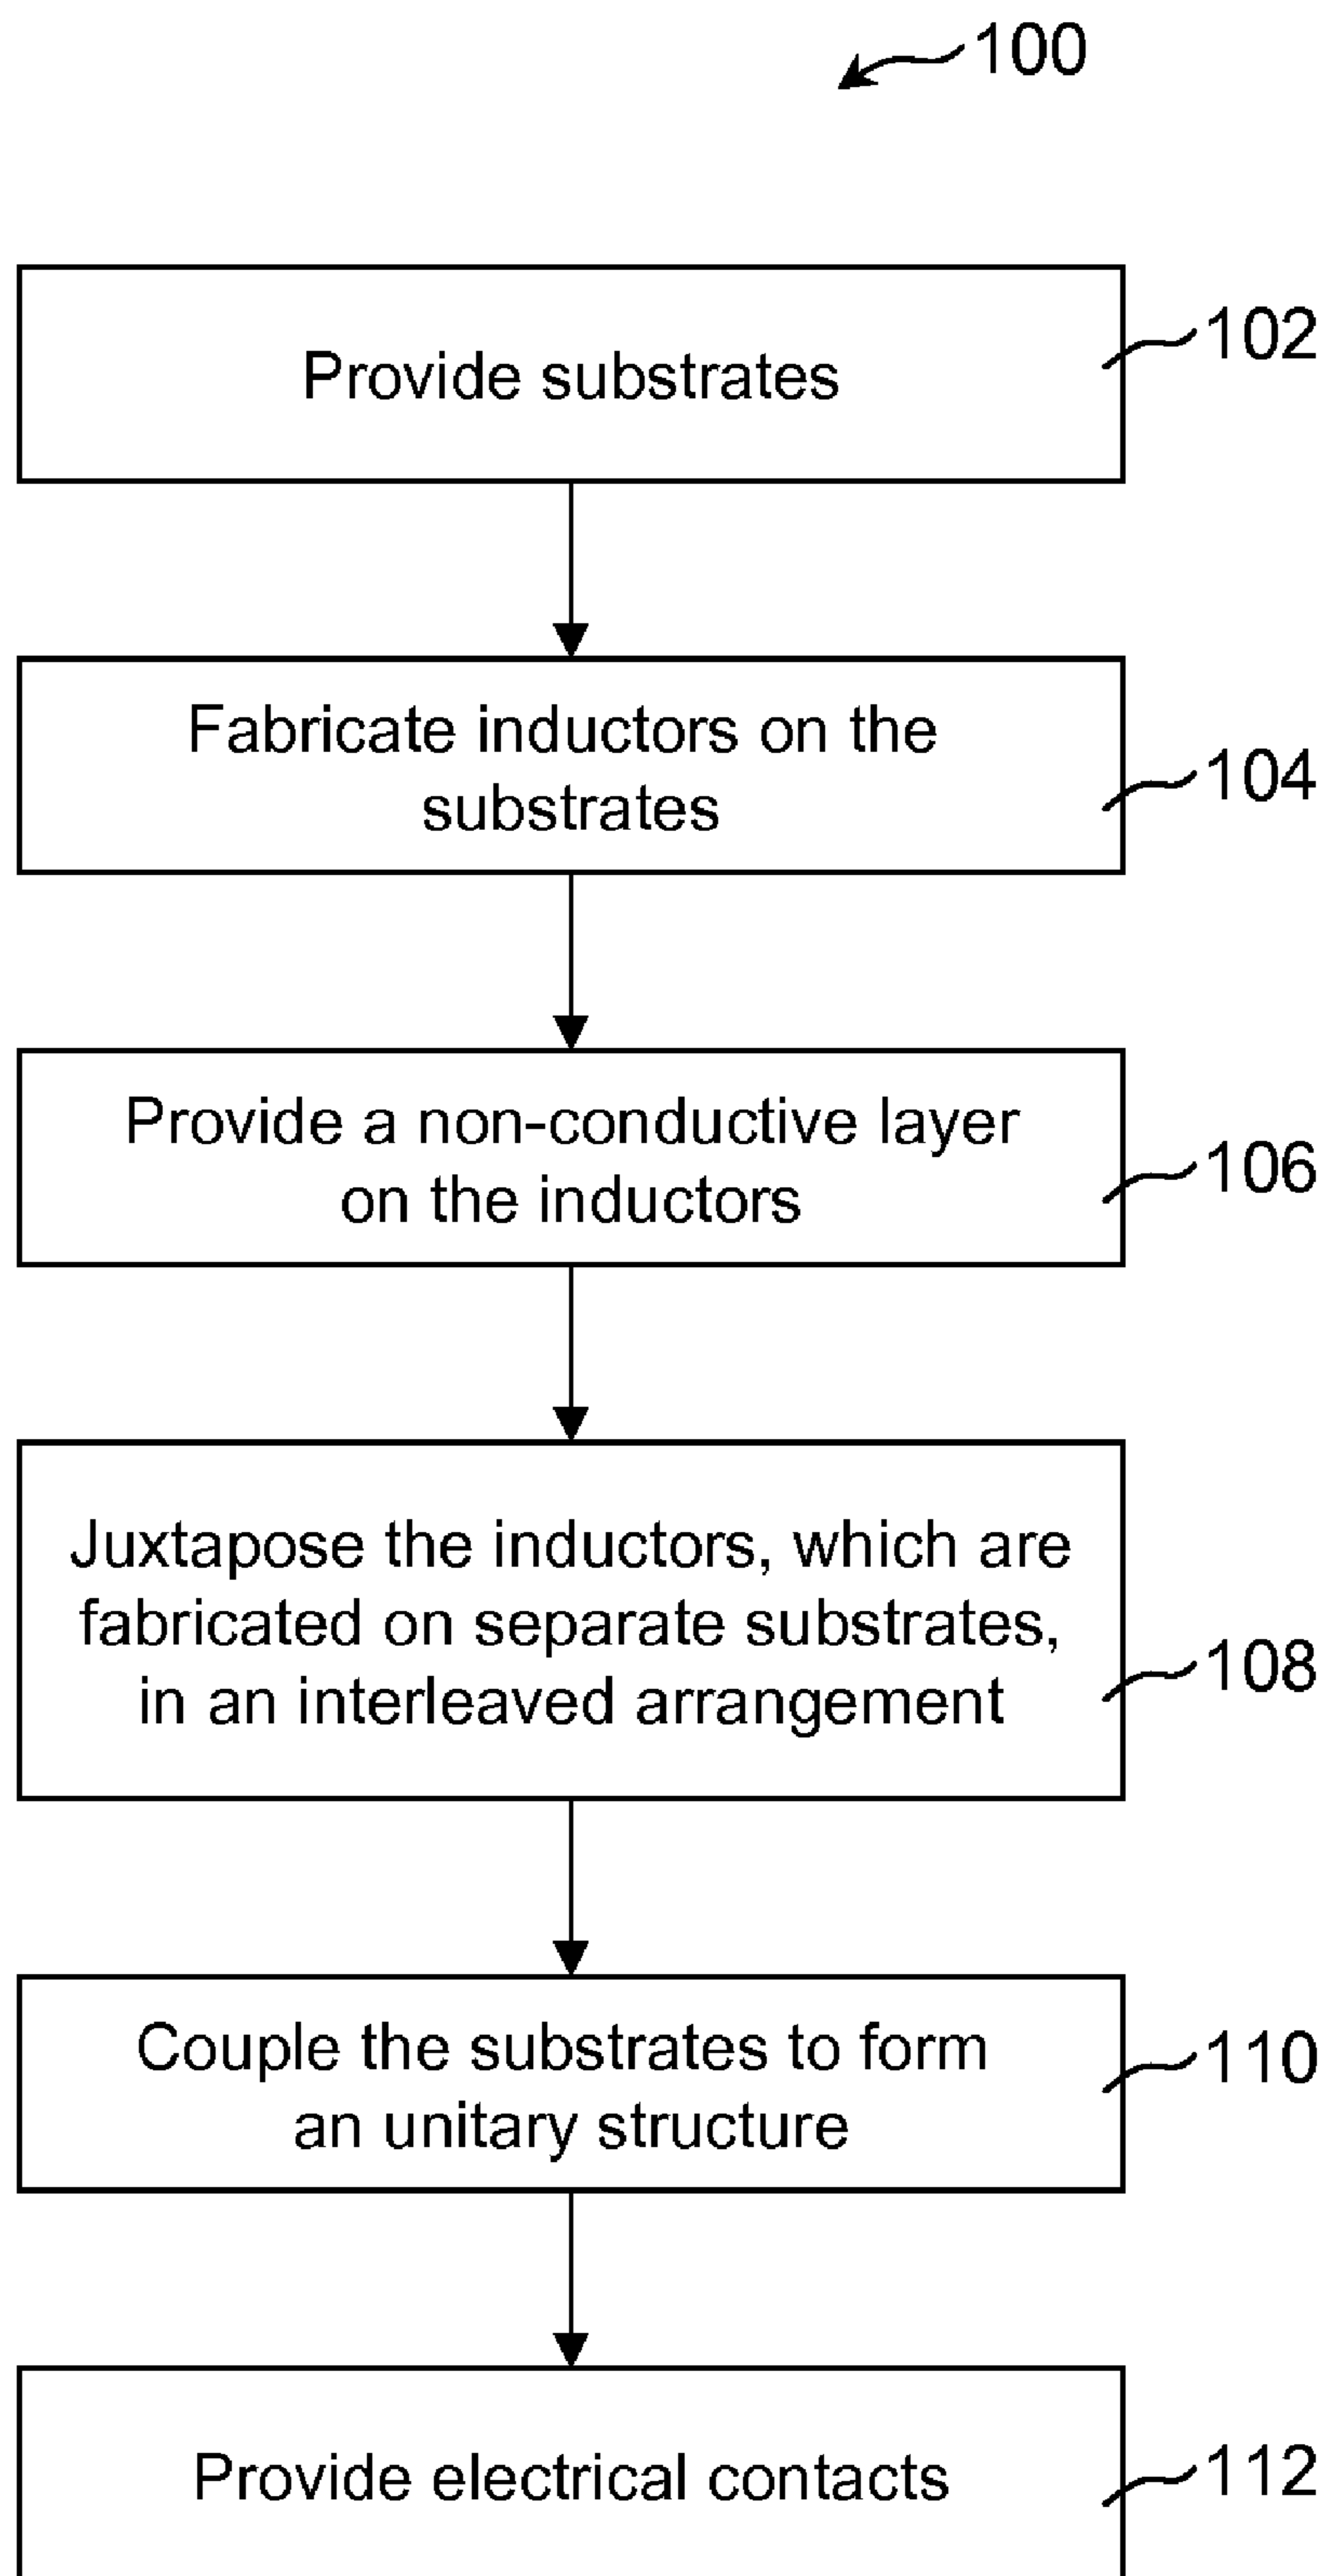 100
Provide substrates
102
Fabricate inductors on the
substrates
104
Provide a non-conductive layer
on the inductors
106
Juxtapose the inductors, which are
fabricated on separate substrates,
in an interleaved arrangement
108
Couple the substrates to form
an unitary structure
110
Provide electrical contacts
112